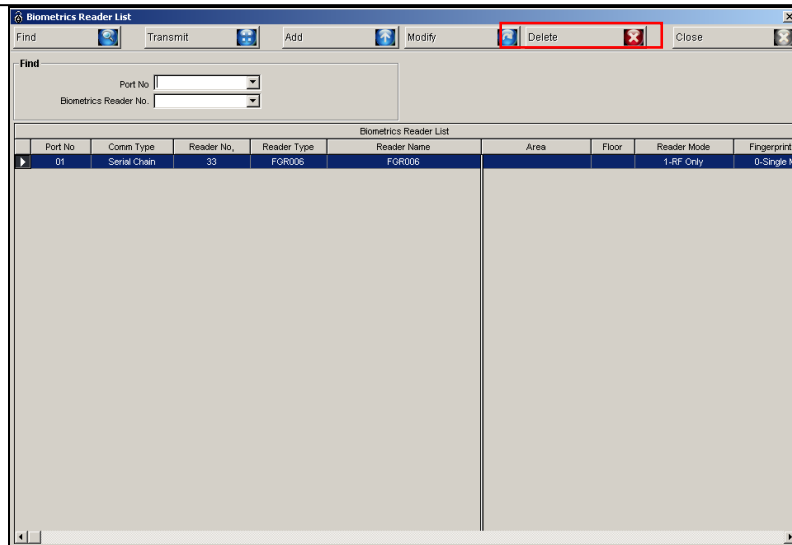 Biometrics Reader List
Find Transmit Add Modify Delete Close
Find
Port No
Biometrics Reader No.
Biometrics Reader List
Port No Comm Type Reader No, Reader Type Reader Name Area Floor Reader Mode Fingerprint
01 Serial Chain 33 FGR006 FGR006 1-RF Only 0-Single